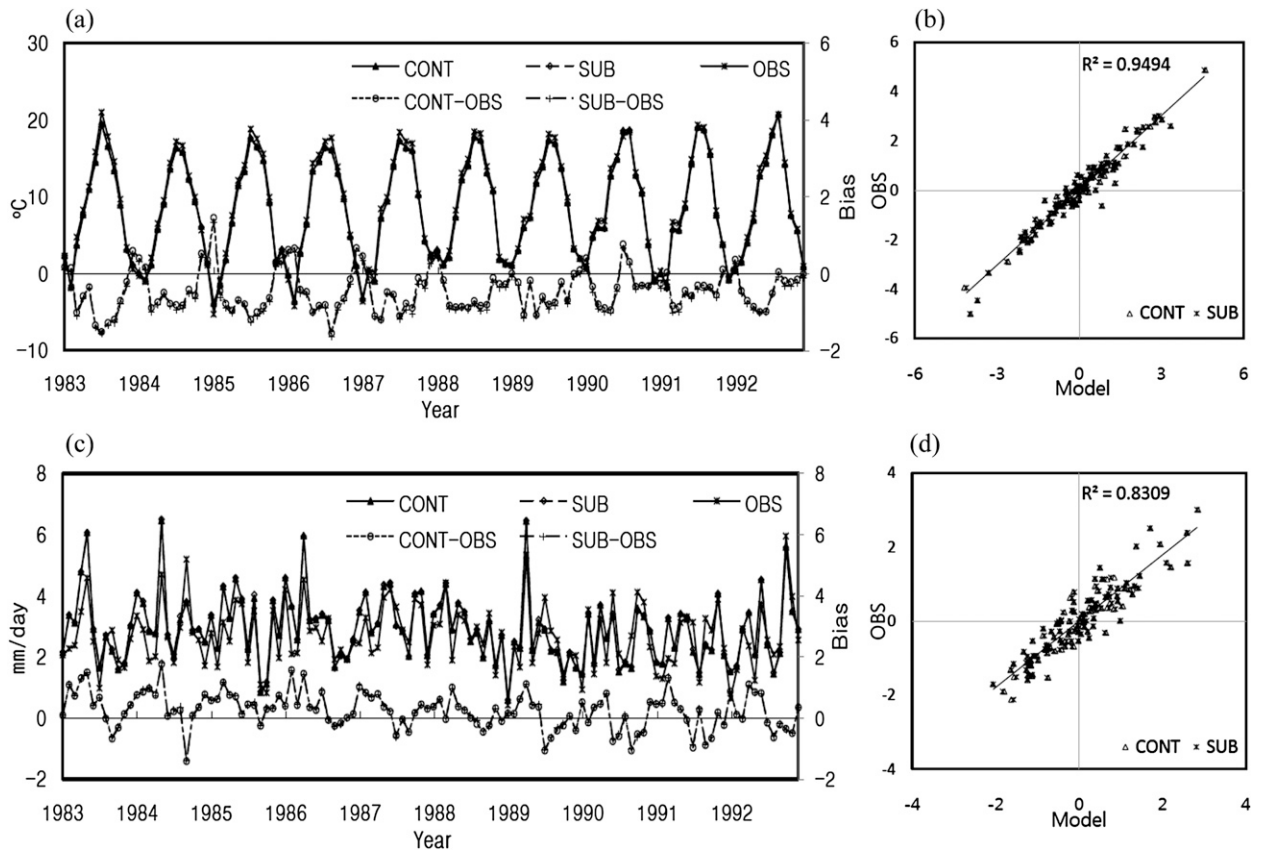 (a)
30
20
10
0
−10
ºC
6
4
2
0
−2
Bias
CONT SUB OBS
CONT-OBS SUB-OBS
1983 1984 1985 1986 1987 1988 1989 1990 1991 1992
Year
(b)
6
4
2
0
-2
-4
-6
OBS
R² = 0.9494
CONT SUB
-6 -3 0 3 6
Model
(c)
8
6
4
2
0
−2
mm/day
8
6
4
2
0
−2
Bias
CONT SUB OBS
CONT-OBS SUB-OBS
1983 1984 1985 1986 1987 1988 1989 1990 1991 1992
Year
(d)
4
2
0
-2
-4
OBS
R² = 0.8309
CONT SUB
-4 -2 0 2 4
Model